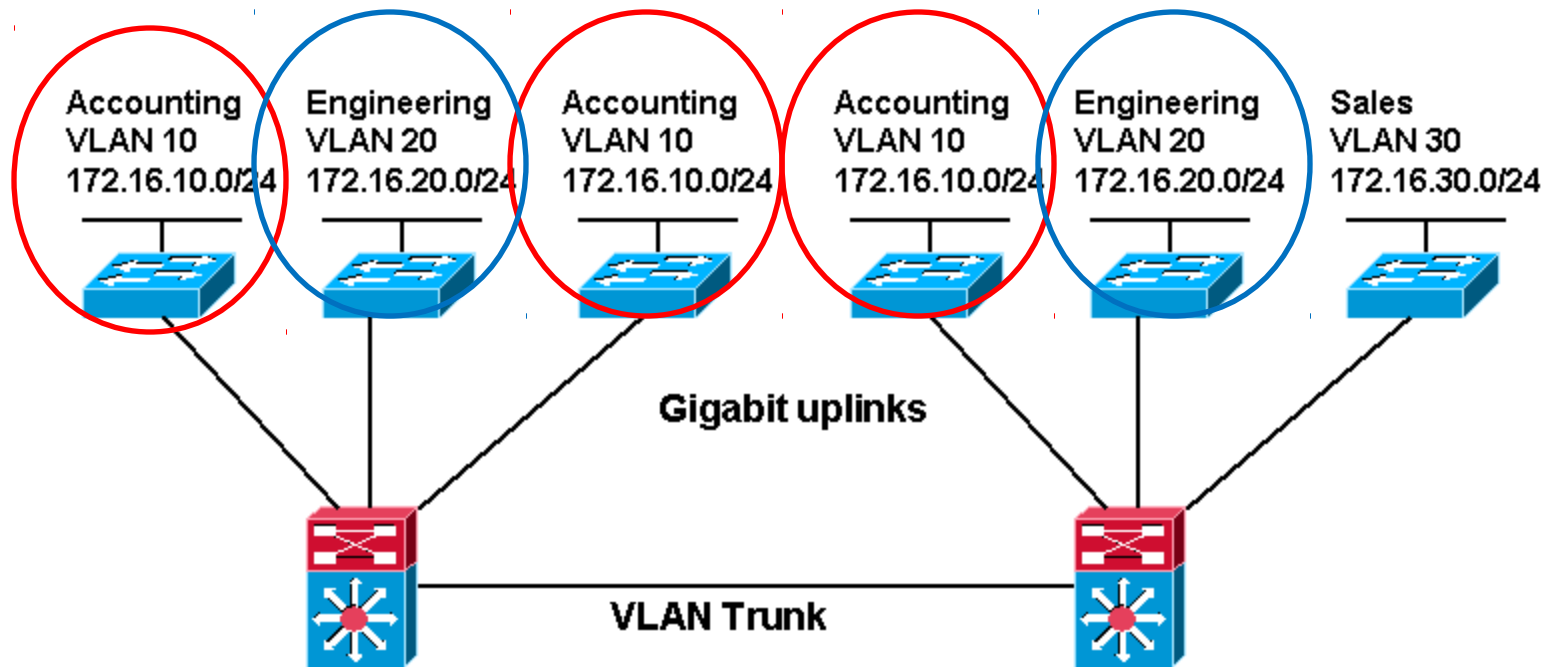 Accounting
VLAN 10
172.16.10.0/24
Engineering
VLAN 20
172.16.20.0/24
Accounting
VLAN 10
172.16.10.0/24
Accounting
VLAN 10
172.16.10.0/24
Engineering
VLAN 20
172.16.20.0/24
Sales
VLAN 30
172.16.30.0/24
Gigabit uplinks
VLAN Trunk